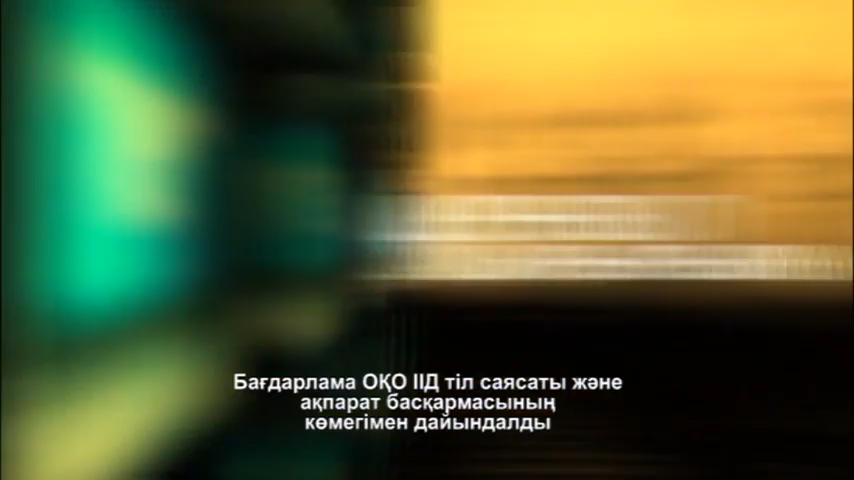 Бағдарлама ОҚО ІІД тіл саясаты және
ақпарат басқармасының
көмегімен дайындалды